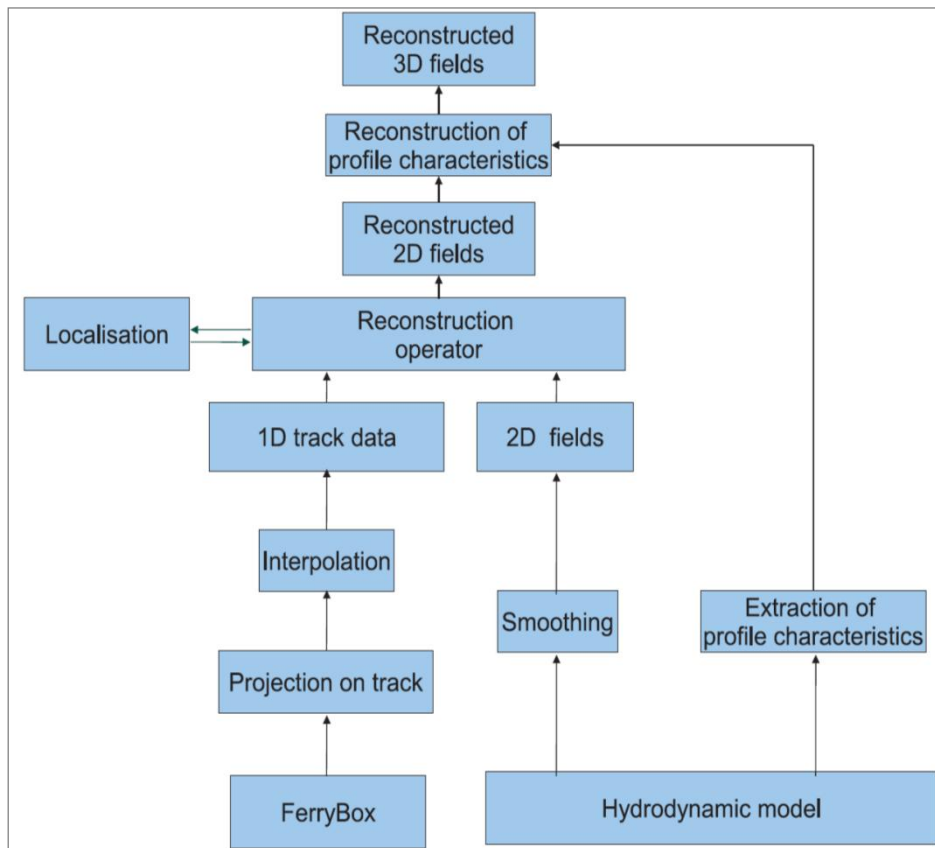 Reconstructed
3D fields
Reconstruction of
profile characteristics
Reconstructed
2D fields
Localisation
Reconstruction
operator
1D track data
2D fields
Interpolation
Smoothing
Extraction of
profile characteristics
Projection on track
FerryBox
Hydrodynamic model